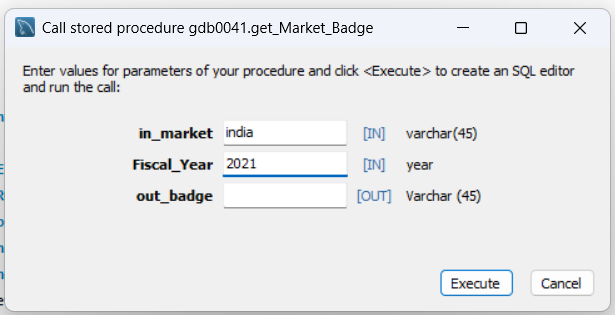 Call stored procedure gdb0041.get_Market_Badge
Enter values for parameters of your procedure and click <Execute> to create an SQL editor
and run the call:
in_market india [IN] varchar(45)
Fiscal_Year 2021 [IN] year
out_badge [OUT] Varchar (45)
Execute Cancel